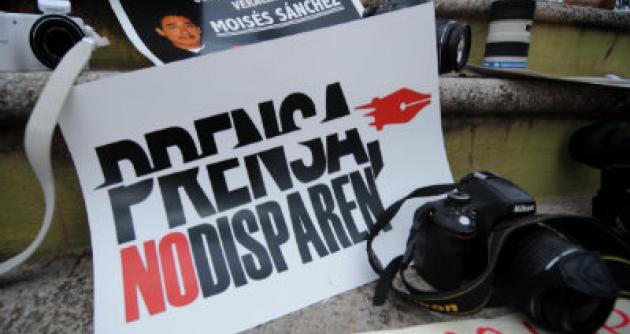 MOISÉS SÁNCHEZ
PRENSA,
NO DISPAREN
Nikon